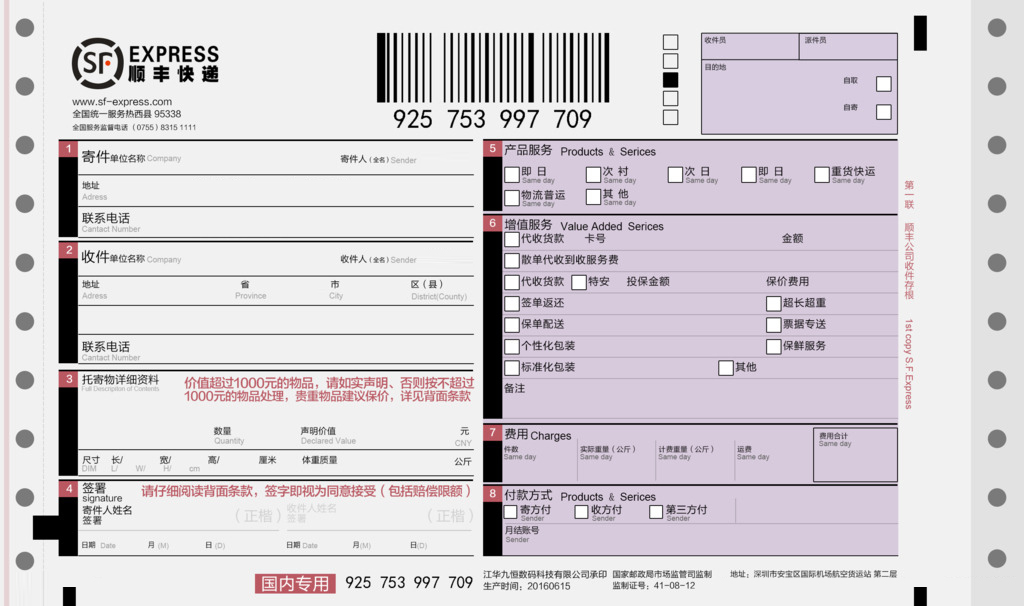 SF EXPRESS
顺丰快递
www.sf-express.com
全国统一服务热西县 95338
全国服务监督电话（0755）8315 1111
925 753 997 709
收件员 派件员
目的地
自取
自寄
1 寄件单位名称 Company 寄件人（全名）Sender
地址
Adress
联系电话
Cantact Number
2 收件单位名称 Company 收件人（全名）Sender
地址 省 市 区（县）
Adress Province City District(County)
联系电话
Cantact Number
3 托寄物详细资料
Full Description of Contents
价值超过1000元的物品，请如实声明、否则按不超过
1000元的物品处理，贵重物品建议保价，详见背面条款
数量 声明价值 元
Quantity Declared Value CNY
尺寸 长/ 宽/ 高/ 厘米 体重质量 公斤
DIM L/ W/ H/ cm
4 签署
signature
请仔细阅读背面条款，签字即视为同意接受（包括赔偿限额）
寄件人姓名
签署
（正楷）
收件人姓名
签署
（正楷）
日期 Date 月 (M) 日 (D) 日期 Date 月(M) 日(D)
5 产品服务 Products & Serices
即 日 次 衬 次 日 即 日 重货快运
Same day Same day Same day Same day Same day
物流普运 其 他
Same day Same day
6 增值服务 Value Added Serices
代收货款 卡号 金额
散单代收到收服务费
代收货款 特安 投保金额 保价费用
签单返还 超长超重
保单配送 票据专送
个性化包装 保鲜服务
标准化包装 其他
备注
7 费用 Charges
件数 实际重量（公斤） 计费重量（公斤） 运费 费用合计
Same day Same day Same day Same day Same day
8 付款方式 Products & Serices
寄方付 收方付 第三方付
Sender Sender Sender
月结账号
Sender
第一联 顺丰公司收件存根 1st copy S.F.Express
国内专用 925 753 997 709
江华九恒数码科技有限公司承印 国家邮政局市场监管司监制 地址：深圳市安宝区国际机场航空货运站 第二层
生产时间：20160615 监制证号：41-08-12